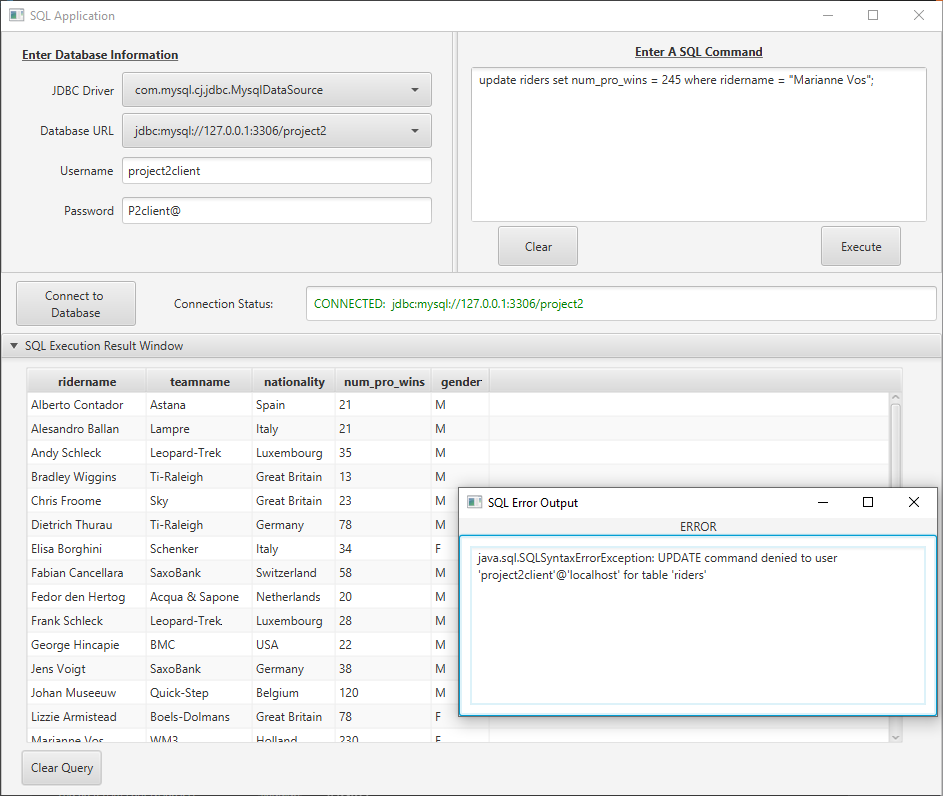 SQL Application
Enter Database Information
JDBC Driver com.mysql.cj.jdbc.MysqlDataSource
Database URL jdbc:mysql://127.0.0.1:3306/project2
Username project2client
Password P2client@
Enter A SQL Command
update riders set num_pro_wins = 245 where ridername = "Marianne Vos";
Clear Execute
Connect to
Database
Connection Status: CONNECTED: jdbc:mysql://127.0.0.1:3306/project2
SQL Execution Result Window
ridername teamname nationality num_pro_wins gender
Alberto Contador Astana Spain 21 M
Alesandro Ballan Lampre Italy 21 M
Andy Schleck Leopard-Trek Luxembourg 35 M
Bradley Wiggins Ti-Raleigh Great Britain 13 M
Chris Froome Sky Great Britain 23 M
Dietrich Thurau Ti-Raleigh Germany 78 M
Elisa Borghini Schenker Italy 34 F
Fabian Cancellara SaxoBank Switzerland 58 M
Fedor den Hertog Acqua & Sapone Netherlands 20 M
Frank Schleck Leopard-Trek Luxembourg 28 M
George Hincapie BMC USA 22 M
Jens Voigt SaxoBank Germany 38 M
Johan Museeuw Quick-Step Belgium 120 M
Lizzie Armistead Boels-Dolmans Great Britain 78 F
Marianne Vos WM3 Holland 230 F
SQL Error Output
ERROR
java.sql.SQLSyntaxErrorException: UPDATE command denied to user
'project2client'@'localhost' for table 'riders'
Clear Query